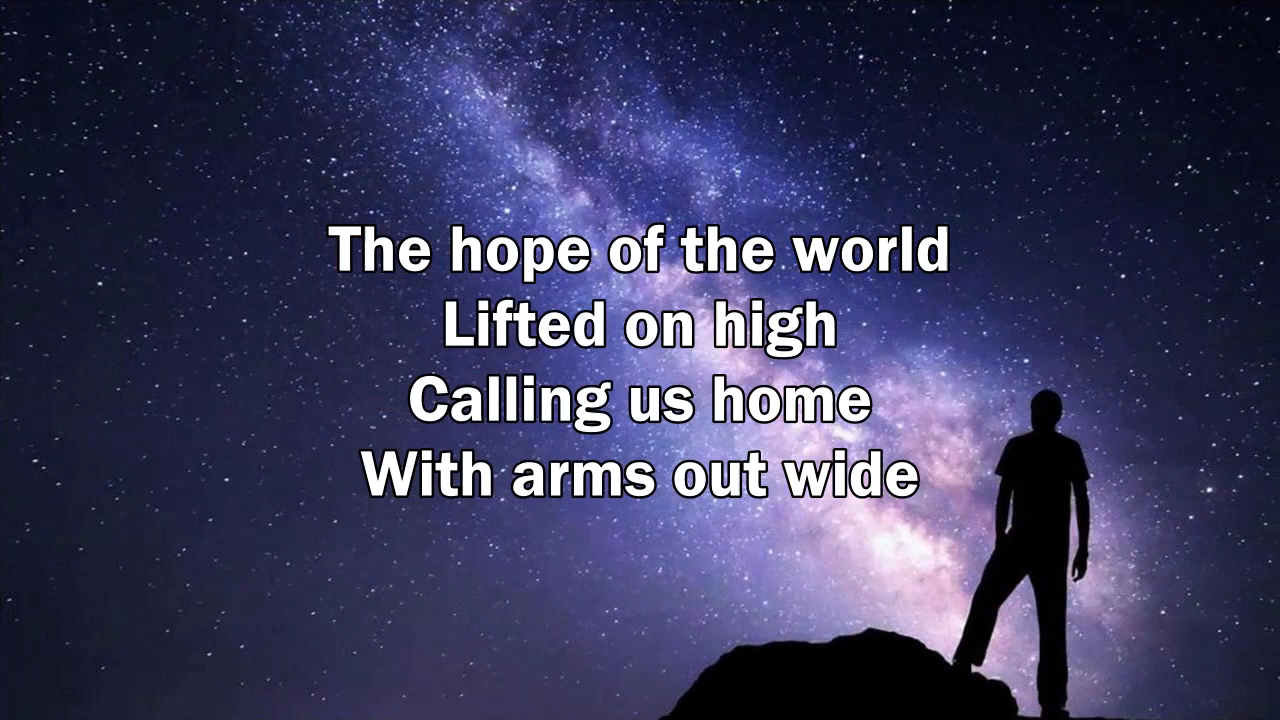 The hope of the world
Lifted on high
Calling us home
With arms out wide